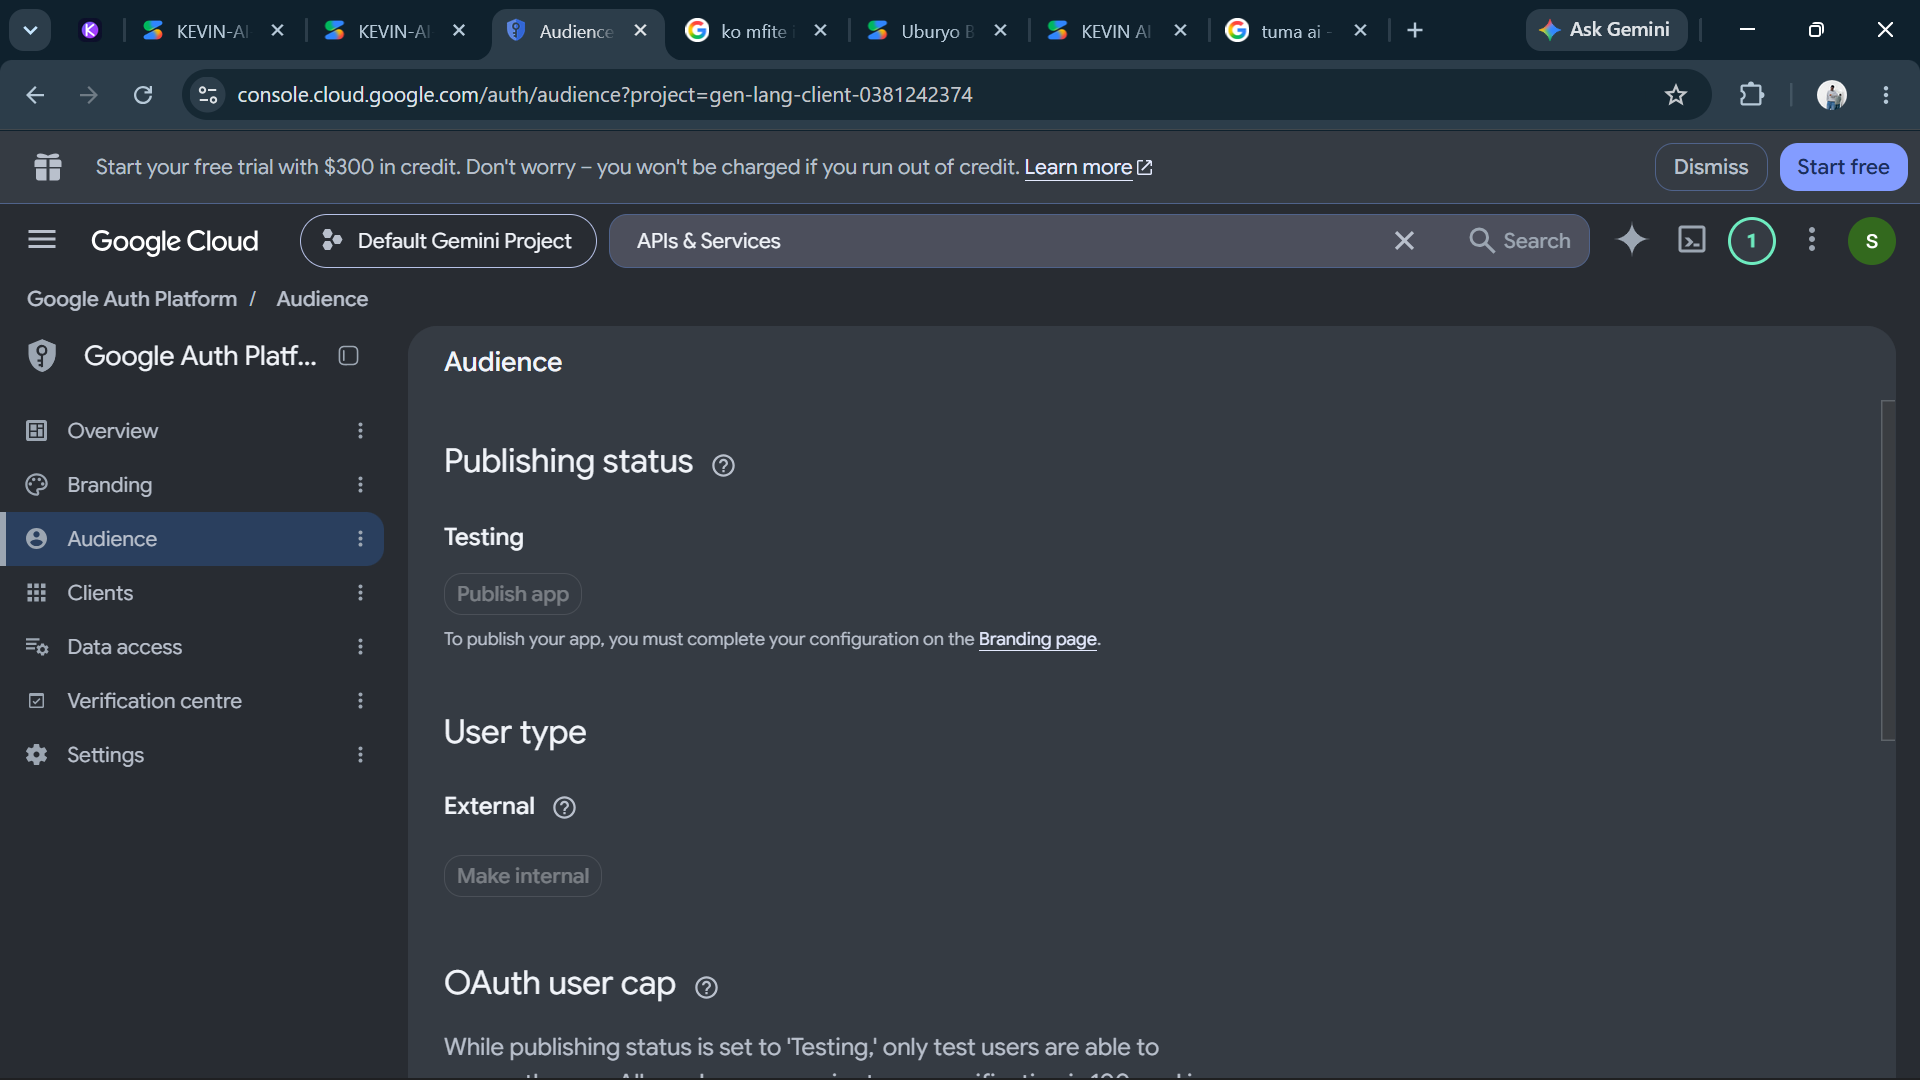 KEVIN-AI
KEVIN-AI
Audience
ko mfite
Uburyo B
KEVIN AI
tuma ai -
Ask Gemini
console.cloud.google.com/auth/audience?project=gen-lang-client-0381242374
Start your free trial with $300 in credit. Don't worry – you won't be charged if you run out of credit. Learn more
Dismiss
Start free
Google Cloud
Default Gemini Project
APIs & Services
Search
1
S
Google Auth Platform / Audience
Google Auth Platf...
Overview
Branding
Audience
Clients
Data access
Verification centre
Settings
Audience
Publishing status
Testing
Publish app
To publish your app, you must complete your configuration on the Branding page.
User type
External
Make internal
OAuth user cap
While publishing status is set to 'Testing,' only test users are able to